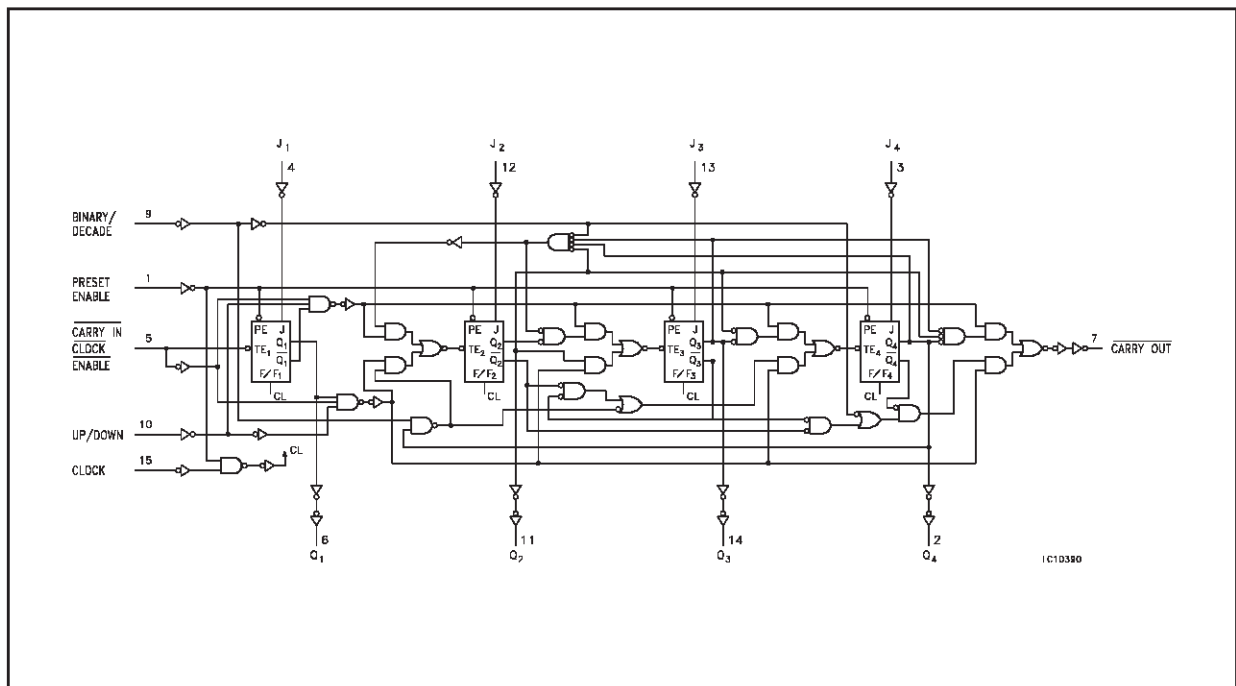 J1
4
J2
12
J3
13
J4
3
BINARY/
DECADE
9
PRESET
ENABLE
1
CARRY IN
CLOCK
ENABLE
5
UP/DOWN
10
CLOCK
15
CL
PE J
Q1
TE1
Q1
F/F1
CL
PE J
Q2
TE2
Q2
F/F2
CL
PE J
Q3
TE3
Q3
F/F3
CL
PE J
Q4
TE4
Q4
F/F4
CL
7
CARRY OUT
6
Q1
11
Q2
14
Q3
2
Q4
LC10390